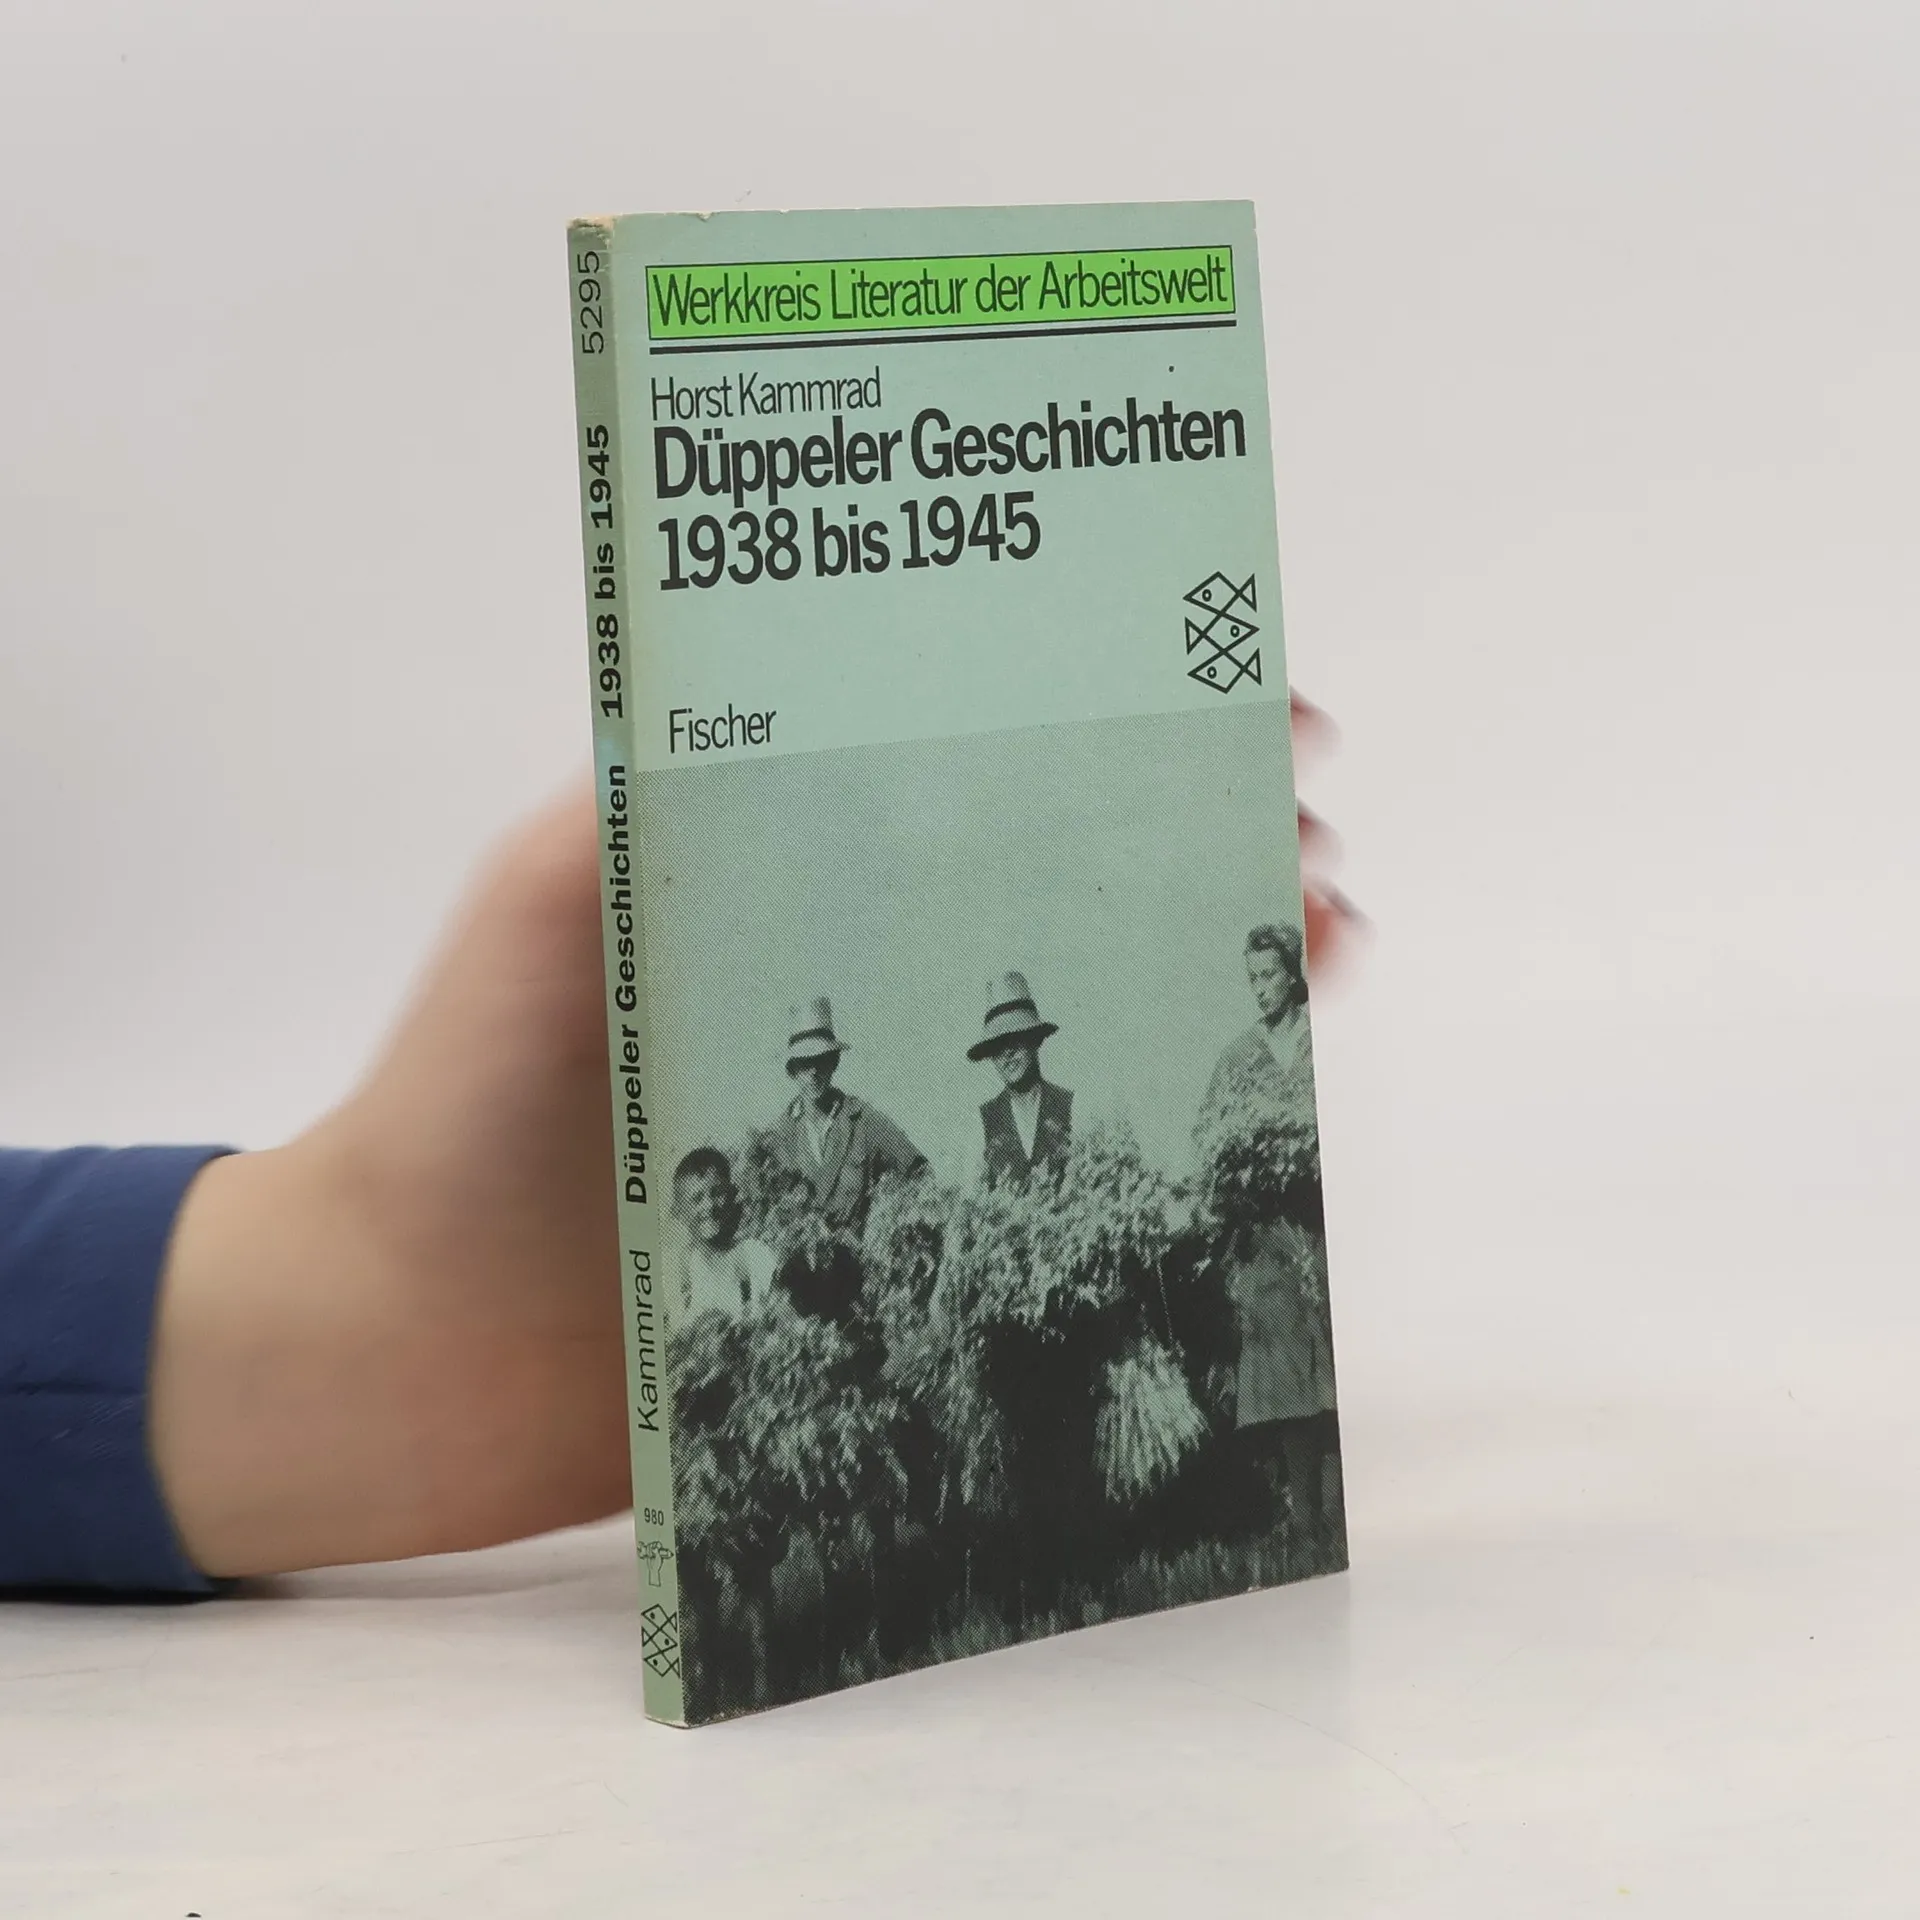 Werkkreis Literatur der Arbeitswelt
Horst Kammrad
Düppeler Geschichten
1938 bis 1945
Fischer
Kammrad Düppeler Geschichten 1938 bis 1945 5295
980